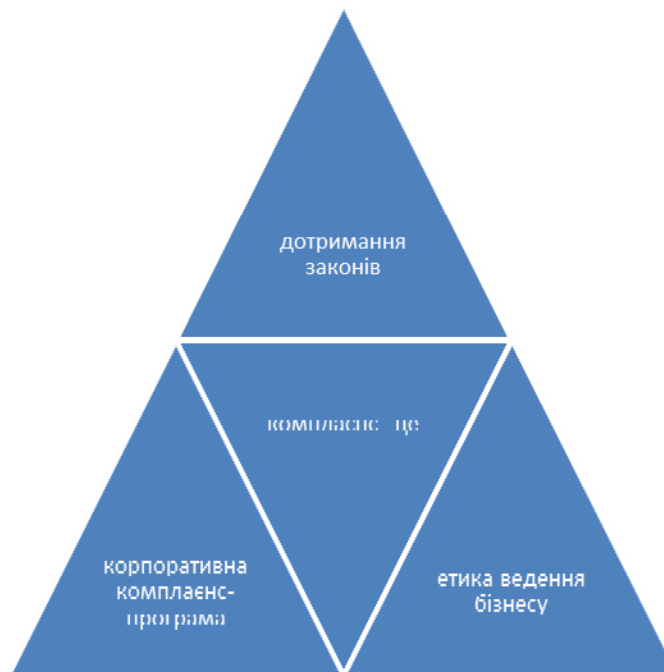 дотримання
законів
комплаєнс це
корпоративна
комплаєнс-
програма
етика ведення
бізнесу